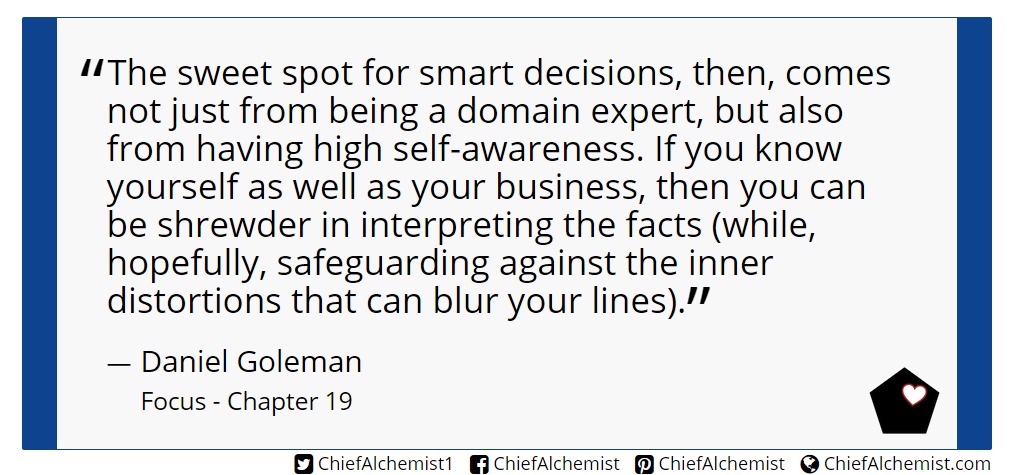 “The sweet spot for smart decisions, then, comes
not just from being a domain expert, but also
from having high self-awareness. If you know
yourself as well as your business, then you can
be shrewder in interpreting the facts (while,
hopefully, safeguarding against the inner
distortions that can blur your lines).”
— Daniel Goleman
Focus - Chapter 19
ChiefAlchemist1 ChiefAlchemist ChiefAlchemist ChiefAlchemist.com